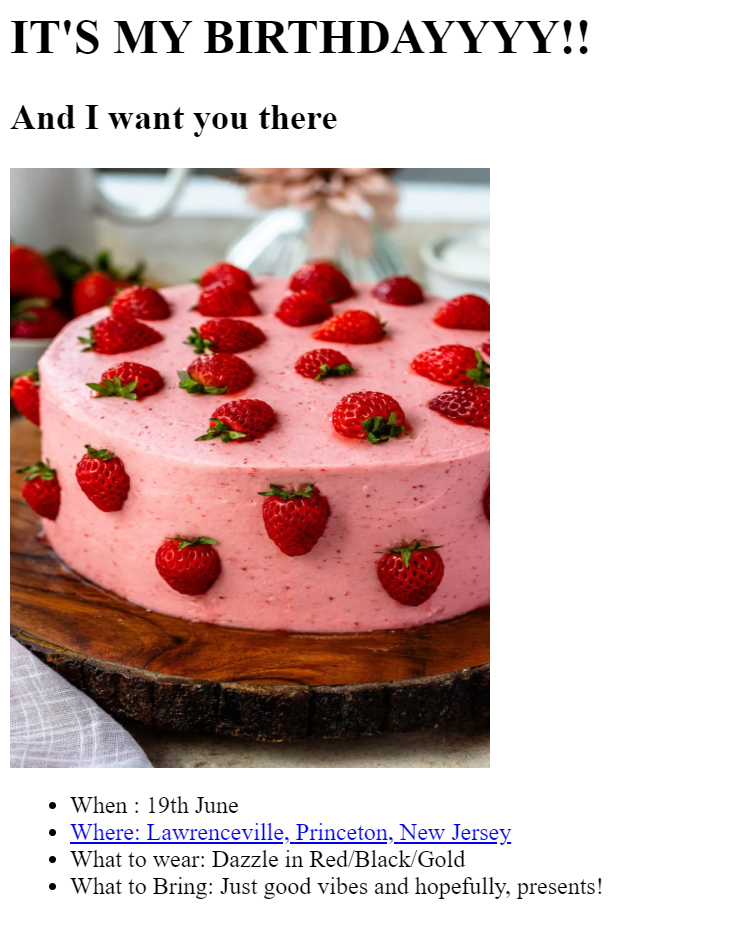 IT'S MY BIRTHDAYYYY!!
And I want you there
When : 19th June
Where: Lawrenceville, Princeton, New Jersey
What to wear: Dazzle in Red/Black/Gold
What to Bring: Just good vibes and hopefully, presents!